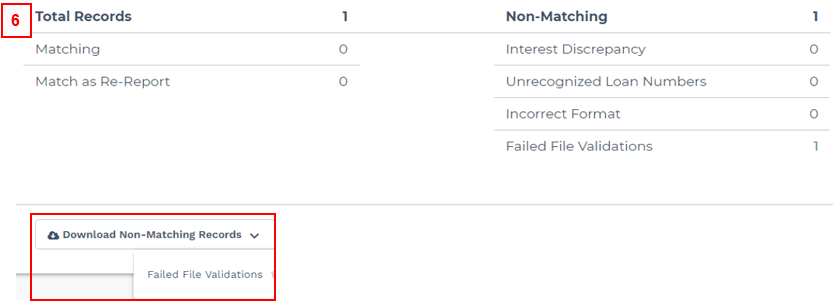 6
Total Records 1
Matching 0
Match as Re-Report 0
Non-Matching 1
Interest Discrepancy 0
Unrecognized Loan Numbers 0
Incorrect Format 0
Failed File Validations 1
Download Non-Matching Records
Failed File Validations